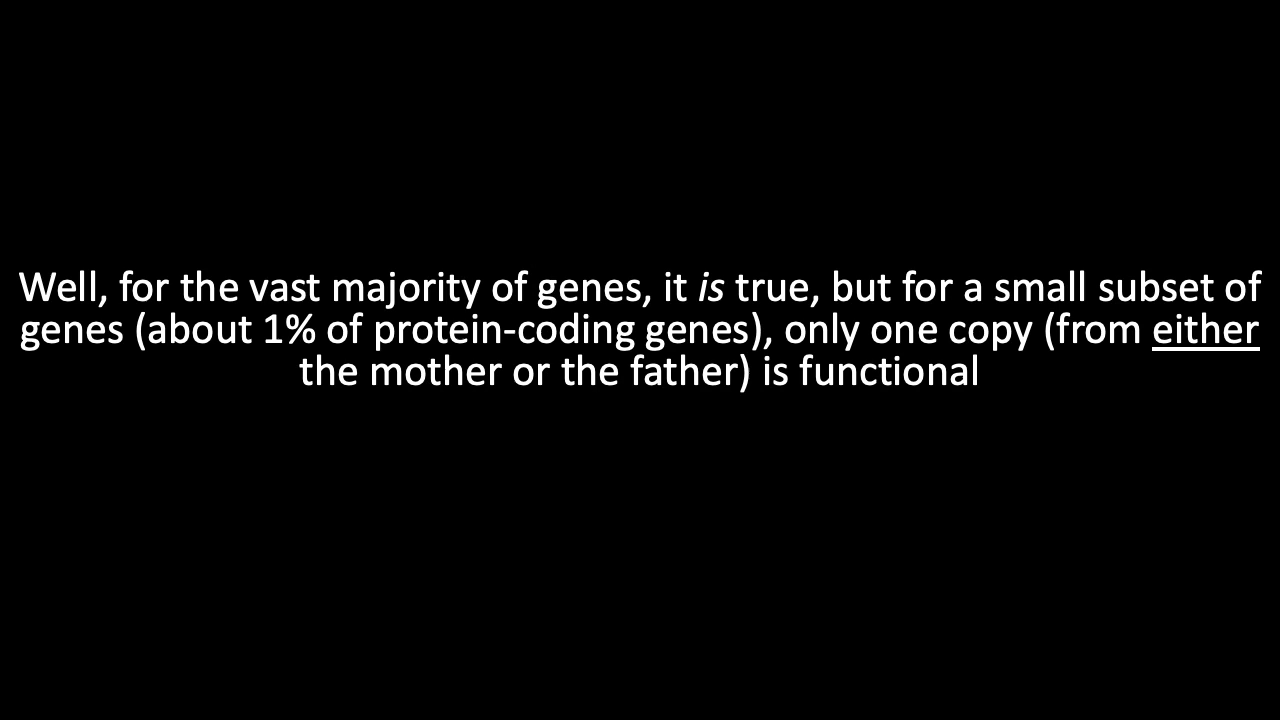 Well, for the vast majority of genes, it is true, but for a small subset of
genes (about 1% of protein-coding genes), only one copy (from either
the mother or the father) is functional